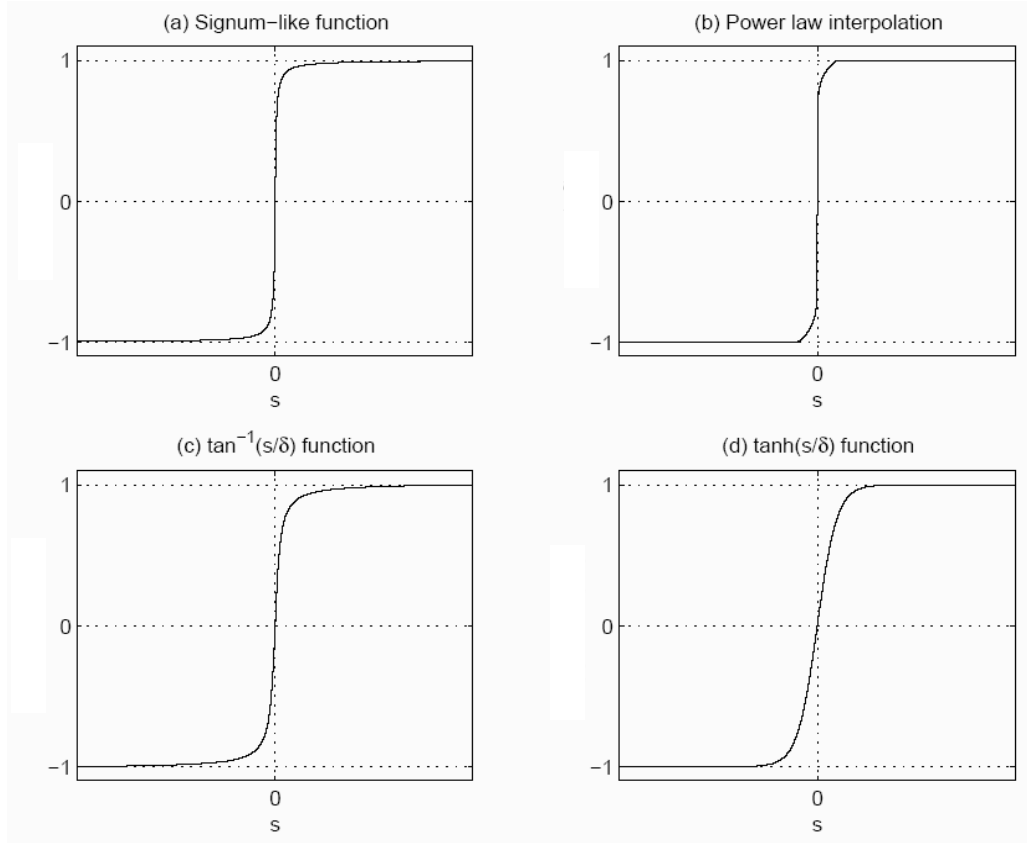 (a) Signum−like function
1
0
−1
0
s
(b) Power law interpolation
1
0
−1
0
s
(c) tan⁻¹(s/δ) function
1
0
−1
0
s
(d) tanh(s/δ) function
1
0
−1
0
s